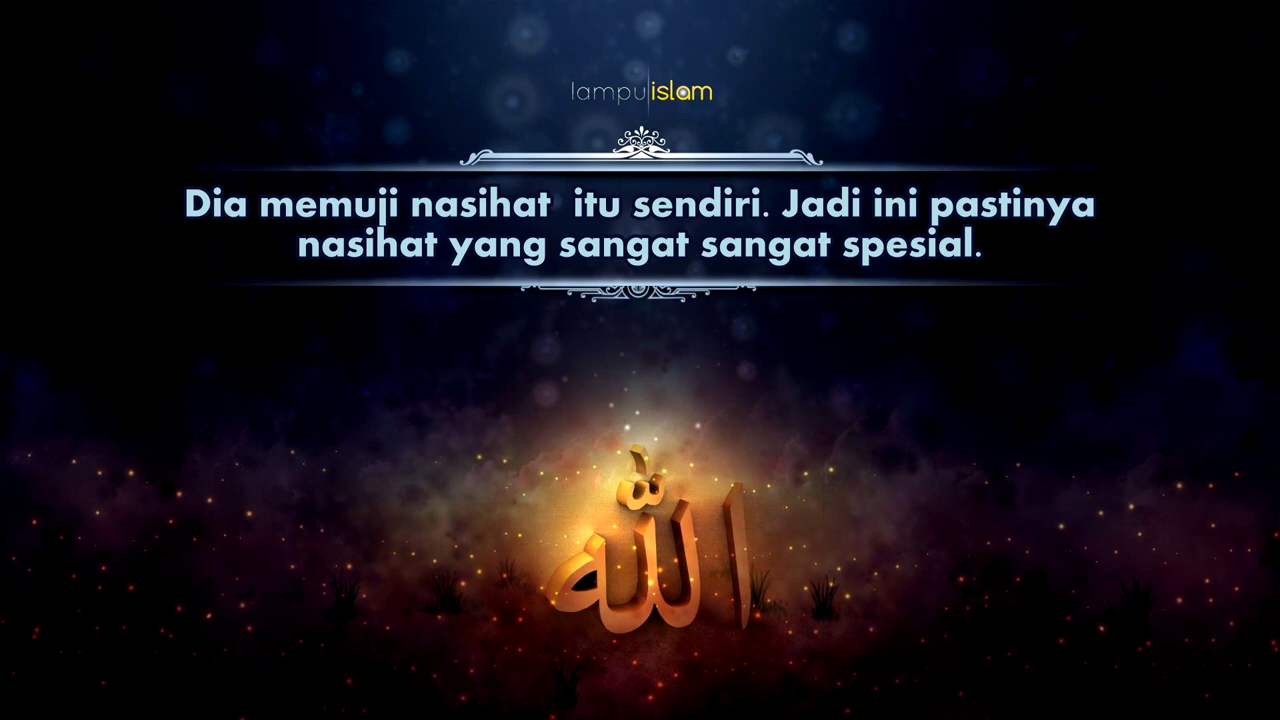 lampuislam
Dia memuji nasihat  itu sendiri. Jadi ini pastinya
nasihat yang sangat sangat spesial.
الله